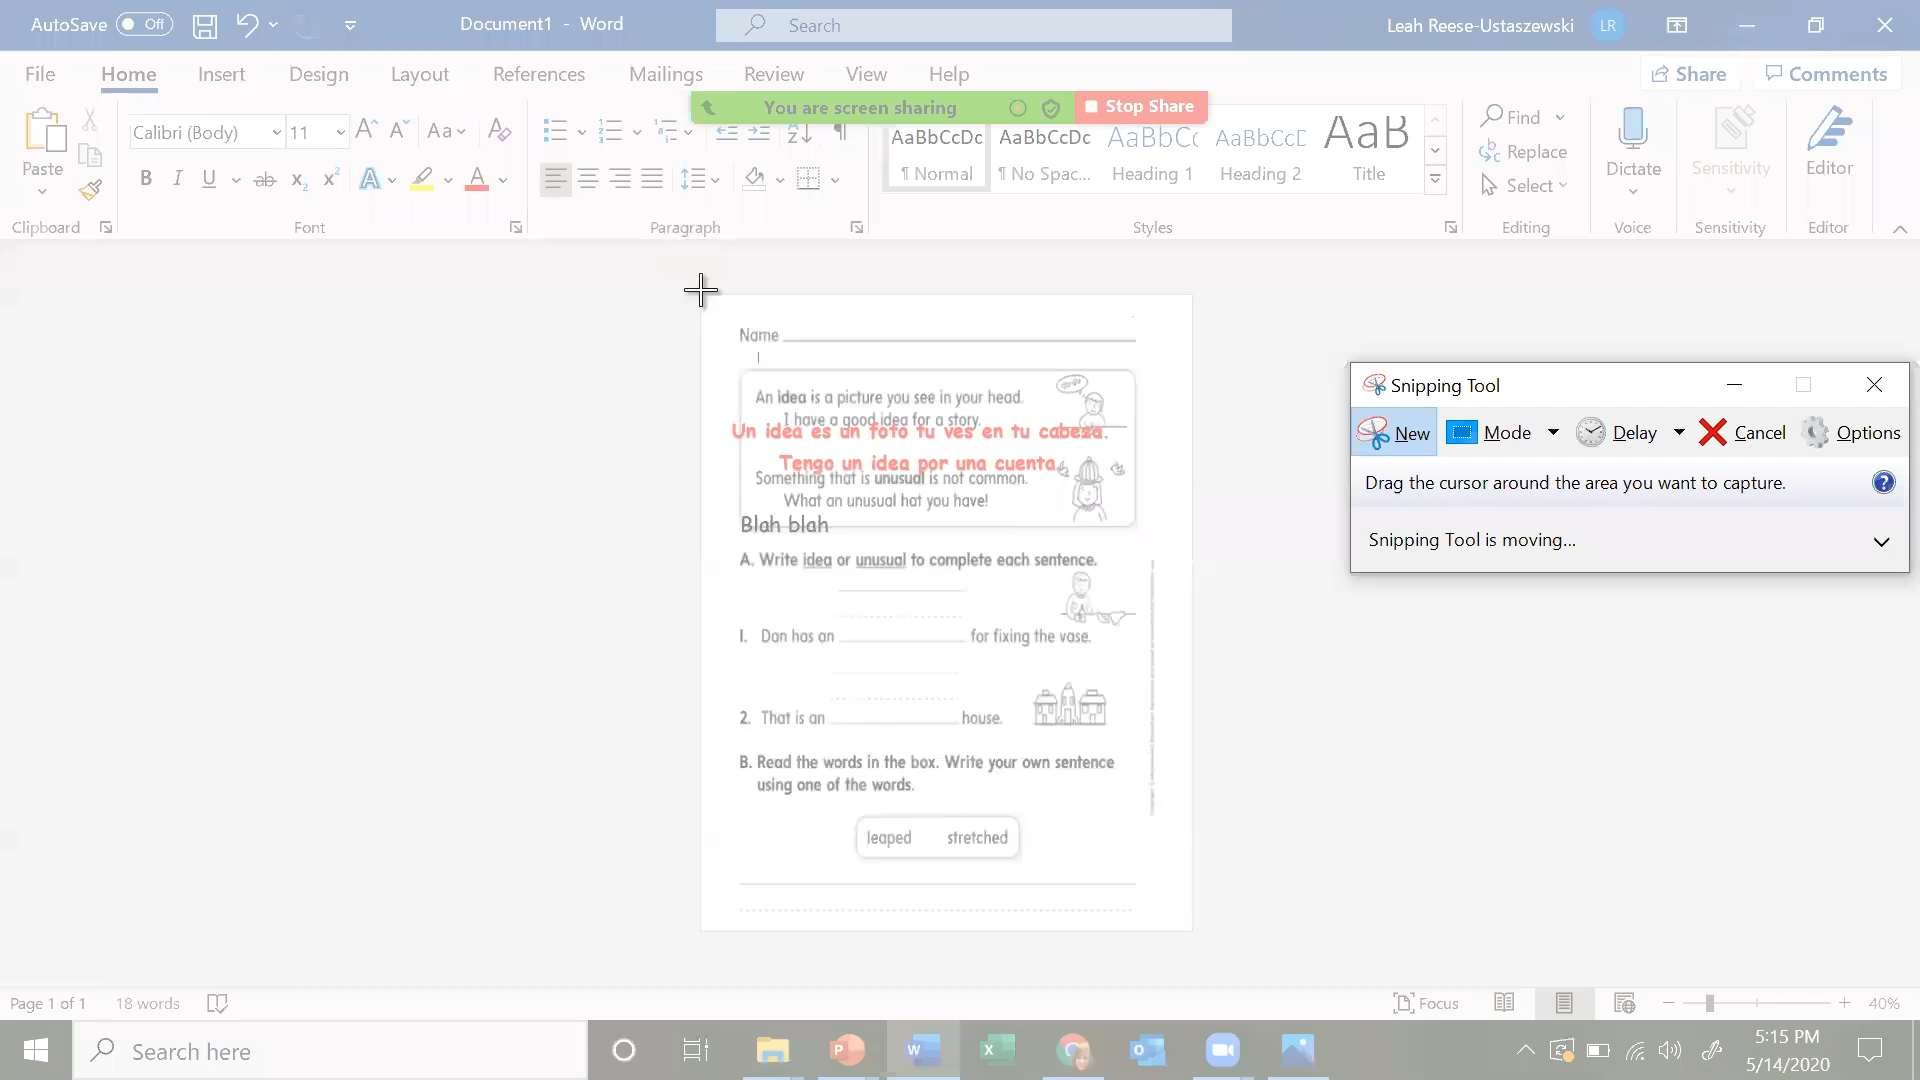 AutoSave Off Document1 - Word Search Leah Reese-Ustaszewski LR
File Home Insert Design Layout References Mailings Review View Help Share Comments
You are screen sharing Stop Share
Paste Calibri (Body) 11 Aa
B I U ab x₂ x² A A
AaBbCcDc AaBbCcDc AaBbCc AaBbCcD AaB
¶ Normal ¶ No Spac... Heading 1 Heading 2 Title
Find
Replace
Select
Dictate Sensitivity Editor
Clipboard Font Paragraph Styles Editing Voice Sensitivity Editor
Name
An idea is a picture you see in your head.
I have a good idea for a story.
Un idea es un foto tu ves en tu cabeza.
Tengo un idea por una cuenta.
Something that is unusual is not common.
What an unusual hat you have!
Blah blah
A. Write idea or unusual to complete each sentence.
1. Dan has an for fixing the vase.
2. That is an house.
B. Read the words in the box. Write your own sentence
using one of the words.
leaped stretched
Snipping Tool
New Mode Delay Cancel Options
Drag the cursor around the area you want to capture.
Snipping Tool is moving...
Page 1 of 1 18 words Focus 40%
Search here
5:15 PM
5/14/2020